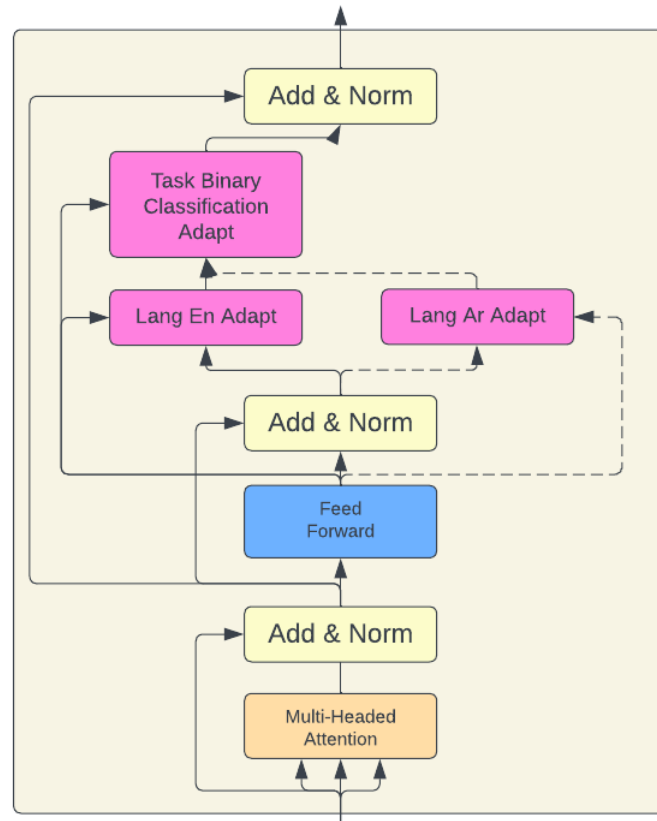 Add & Norm
Task Binary
Classification
Adapt
Lang En Adapt
Lang Ar Adapt
Add & Norm
Feed
Forward
Add & Norm
Multi-Headed
Attention